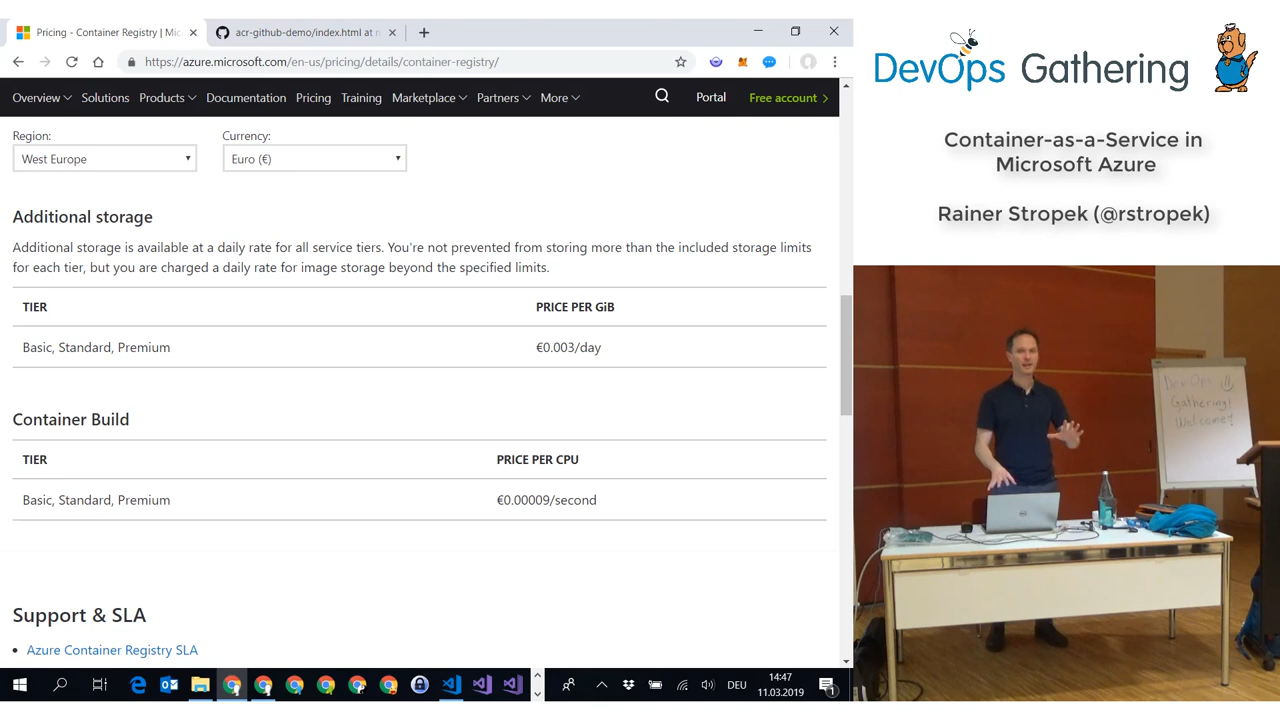 Pricing - Container Registry | Mic
acr-github-demo/index.html at n
https://azure.microsoft.com/en-us/pricing/details/container-registry/
Overview
Solutions
Products
Documentation
Pricing
Training
Marketplace
Partners
More
Portal
Free account
Region:
Currency:
West Europe
Euro (€)
Additional storage
Additional storage is available at a daily rate for all service tiers. You're not prevented from storing more than the included storage limits
for each tier, but you are charged a daily rate for image storage beyond the specified limits.
TIER
PRICE PER GiB
Basic, Standard, Premium
€0.003/day
Container Build
TIER
PRICE PER CPU
Basic, Standard, Premium
€0.00009/second
Support & SLA
Azure Container Registry SLA
DEU
14:47
11.03.2019
1
DevOps Gathering
Container-as-a-Service in
Microsoft Azure
Rainer Stropek (@rstropek)
DevOps
Gathering!
Welcome!
DELL